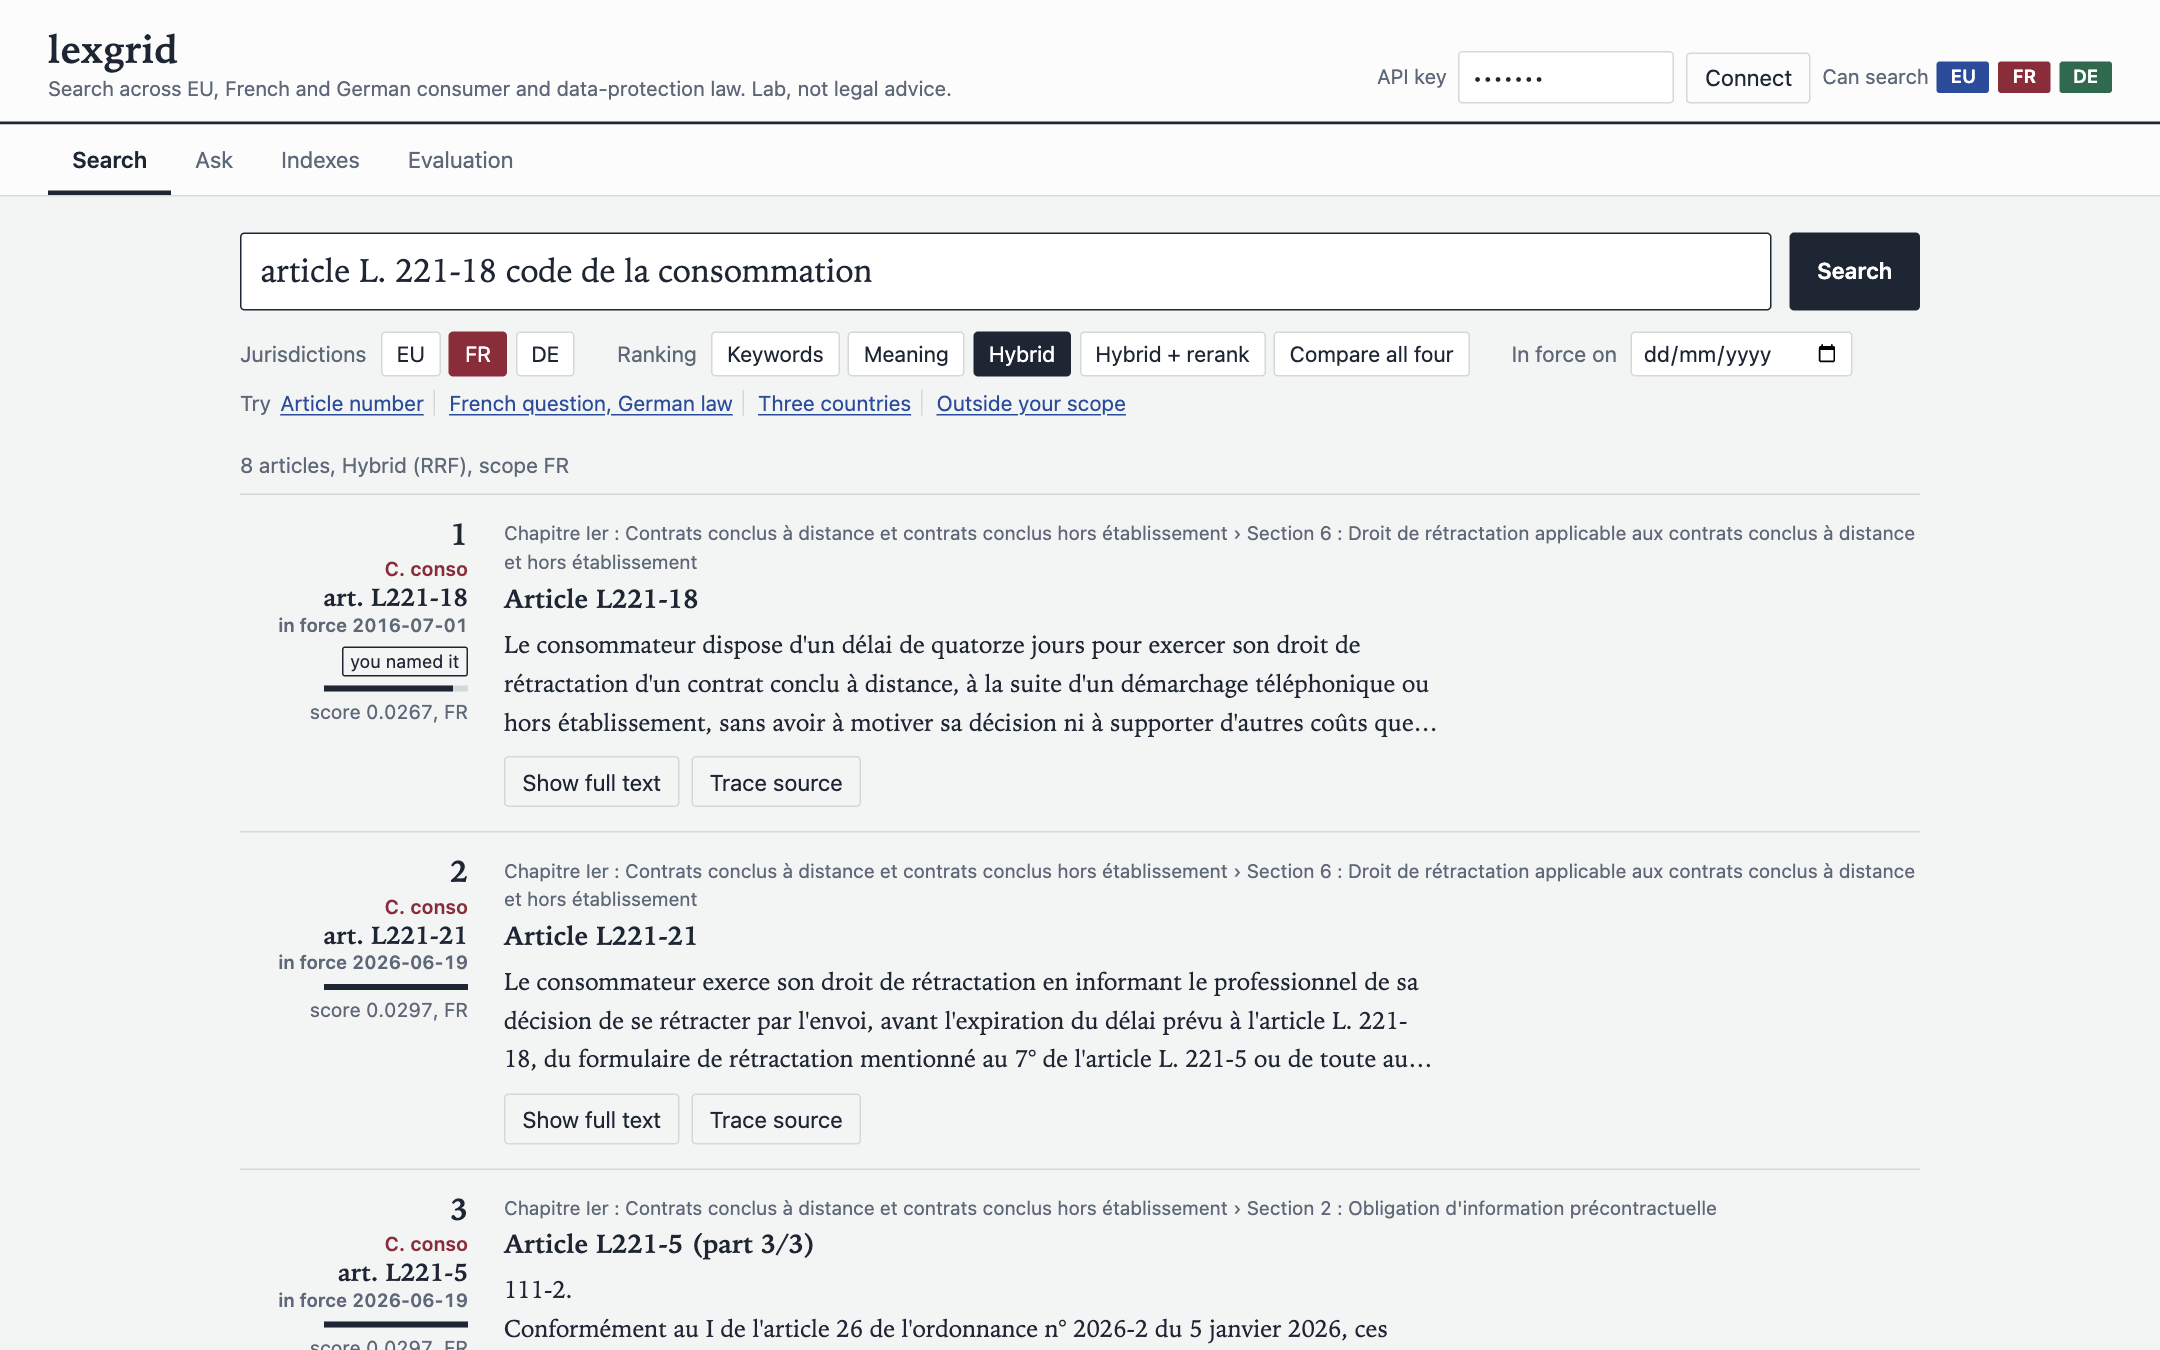 lexgrid
Search across EU, French and German consumer and data-protection law. Lab, not legal advice.
API key ••••••• Connect Can search EU FR DE
Search Ask Indexes Evaluation
article L. 221-18 code de la consommation Search
Jurisdictions EU FR DE Ranking Keywords Meaning Hybrid Hybrid + rerank Compare all four In force on dd/mm/yyyy
Try Article number French question, German law Three countries Outside your scope
8 articles, Hybrid (RRF), scope FR
1
C. conso
art. L221-18
in force 2016-07-01
you named it
score 0.0267, FR
Chapitre Ier : Contrats conclus à distance et contrats conclus hors établissement › Section 6 : Droit de rétractation applicable aux contrats conclus à distance
et hors établissement
Article L221-18
Le consommateur dispose d'un délai de quatorze jours pour exercer son droit de
rétractation d'un contrat conclu à distance, à la suite d'un démarchage téléphonique ou
hors établissement, sans avoir à motiver sa décision ni à supporter d'autres coûts que…
Show full text Trace source
2
C. conso
art. L221-21
in force 2026-06-19
score 0.0297, FR
Chapitre Ier : Contrats conclus à distance et contrats conclus hors établissement › Section 6 : Droit de rétractation applicable aux contrats conclus à distance
et hors établissement
Article L221-21
Le consommateur exerce son droit de rétractation en informant le professionnel de sa
décision de se rétracter par l'envoi, avant l'expiration du délai prévu à l'article L. 221-
18, du formulaire de rétractation mentionné au 7° de l'article L. 221-5 ou de toute au…
Show full text Trace source
3
C. conso
art. L221-5
in force 2026-06-19
score 0.0297, FR
Chapitre Ier : Contrats conclus à distance et contrats conclus hors établissement › Section 2 : Obligation d'information précontractuelle
Article L221-5 (part 3/3)
111-2.
Conformément au I de l'article 26 de l'ordonnance n° 2026-2 du 5 janvier 2026, ces